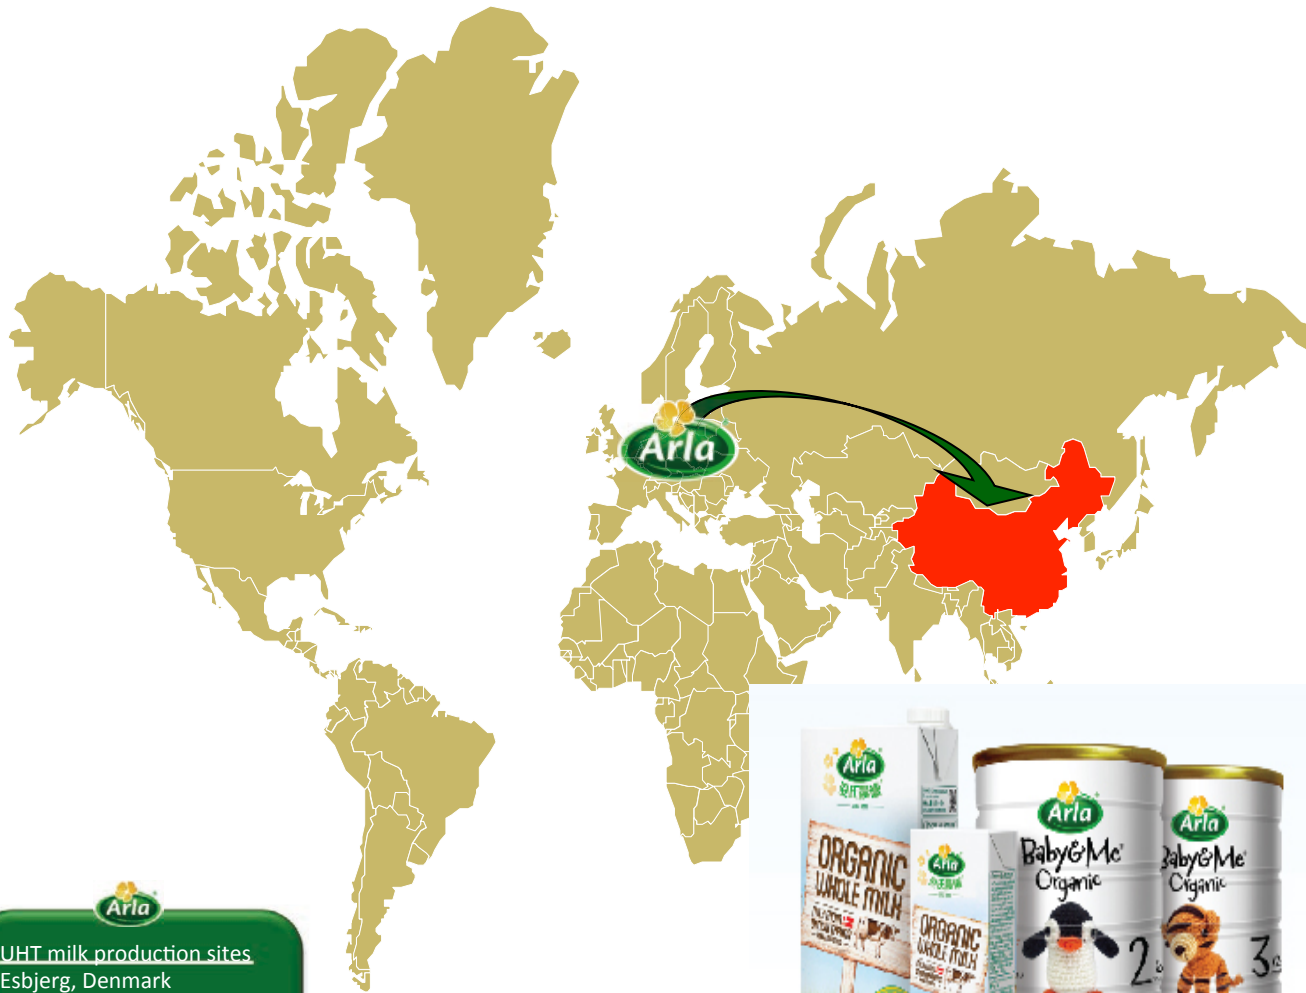 Arla
Arla
UHT milk production sites
Esbjerg, Denmark
Arla
ORGANIC
WHOLE MILK
Arla
ORGANIC
WHOLE MILK
Arla
Baby&Me
Organic
2
Arla
Baby&Me
Organic
3